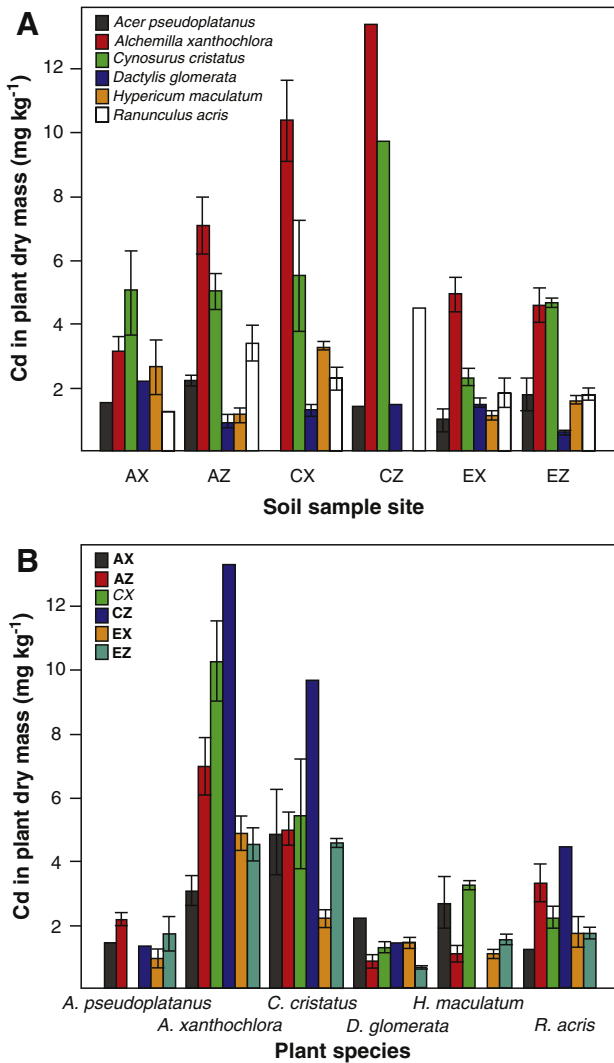 A
Acer pseudoplatanus
Alchemilla xanthochlora
Cynosurus cristatus
Dactylis glomerata
Hypericum maculatum
Ranunculus acris
Cd in plant dry mass (mg kg⁻¹)
12
10
8
6
4
2
AX AZ CX CZ EX EZ
Soil sample site
B
AX
AZ
CX
CZ
EX
EZ
Cd in plant dry mass (mg kg⁻¹)
12
10
8
6
4
2
A. pseudoplatanus C. cristatus H. maculatum
A. xanthochlora D. glomerata R. acris
Plant species